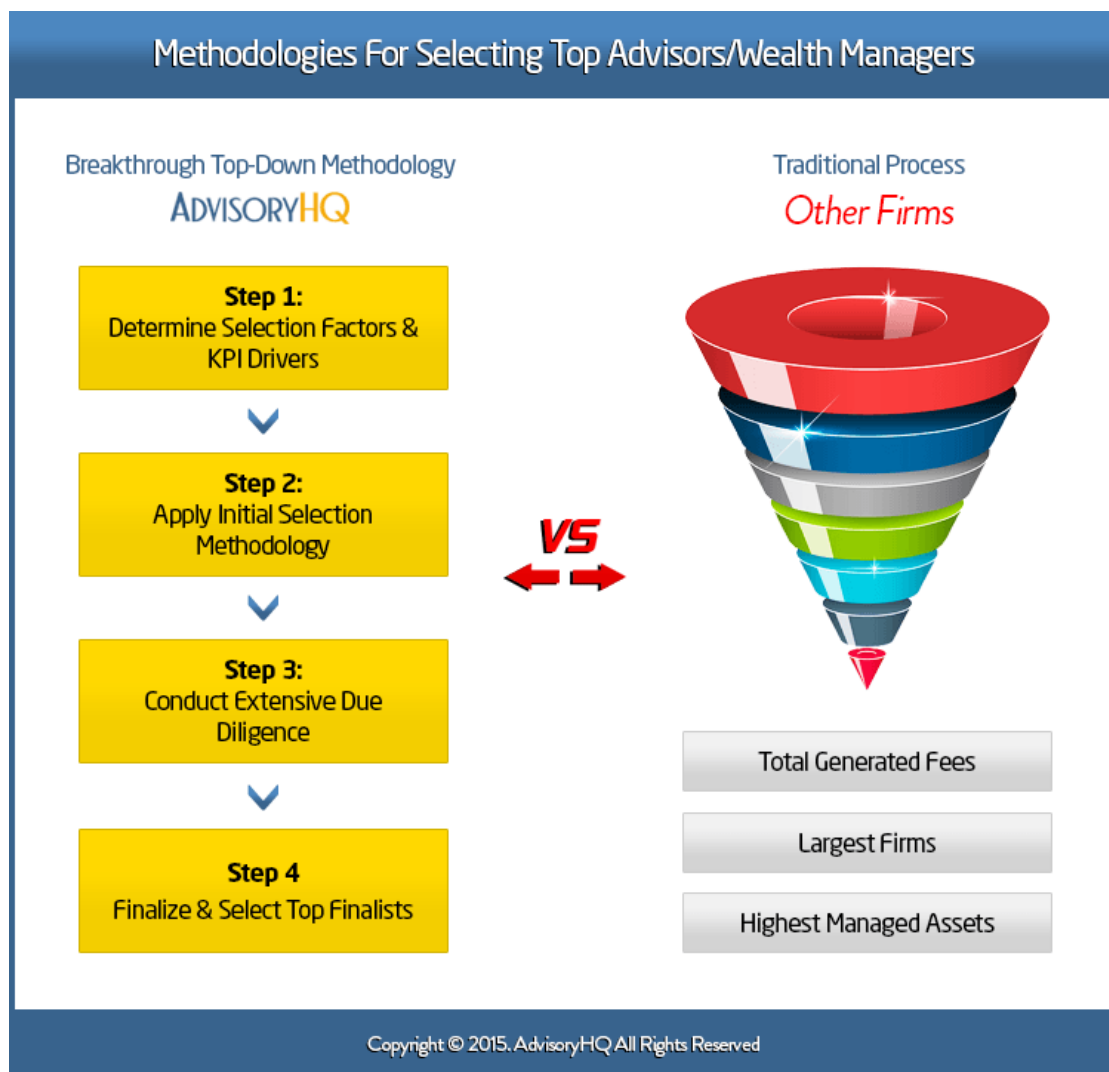 Methodologies For Selecting Top Advisors/Wealth Managers
Breakthrough Top-Down Methodology
ADVISORYHQ
Step 1:
Determine Selection Factors &
KPI Drivers
Step 2:
Apply Initial Selection
Methodology
Step 3:
Conduct Extensive Due
Diligence
Step 4
Finalize & Select Top Finalists
VS
Traditional Process
Other Firms
Total Generated Fees
Largest Firms
Highest Managed Assets
Copyright © 2015. AdvisoryHQ All Rights Reserved